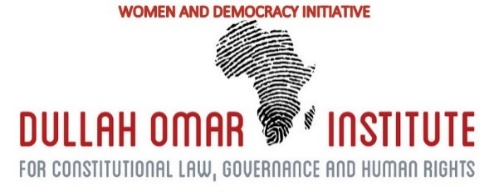 WOMEN AND DEMOCRACY INITIATIVE
DULLAH OMAR INSTITUTE
FOR CONSTITUTIONAL LAW, GOVERNANCE AND HUMAN RIGHTS